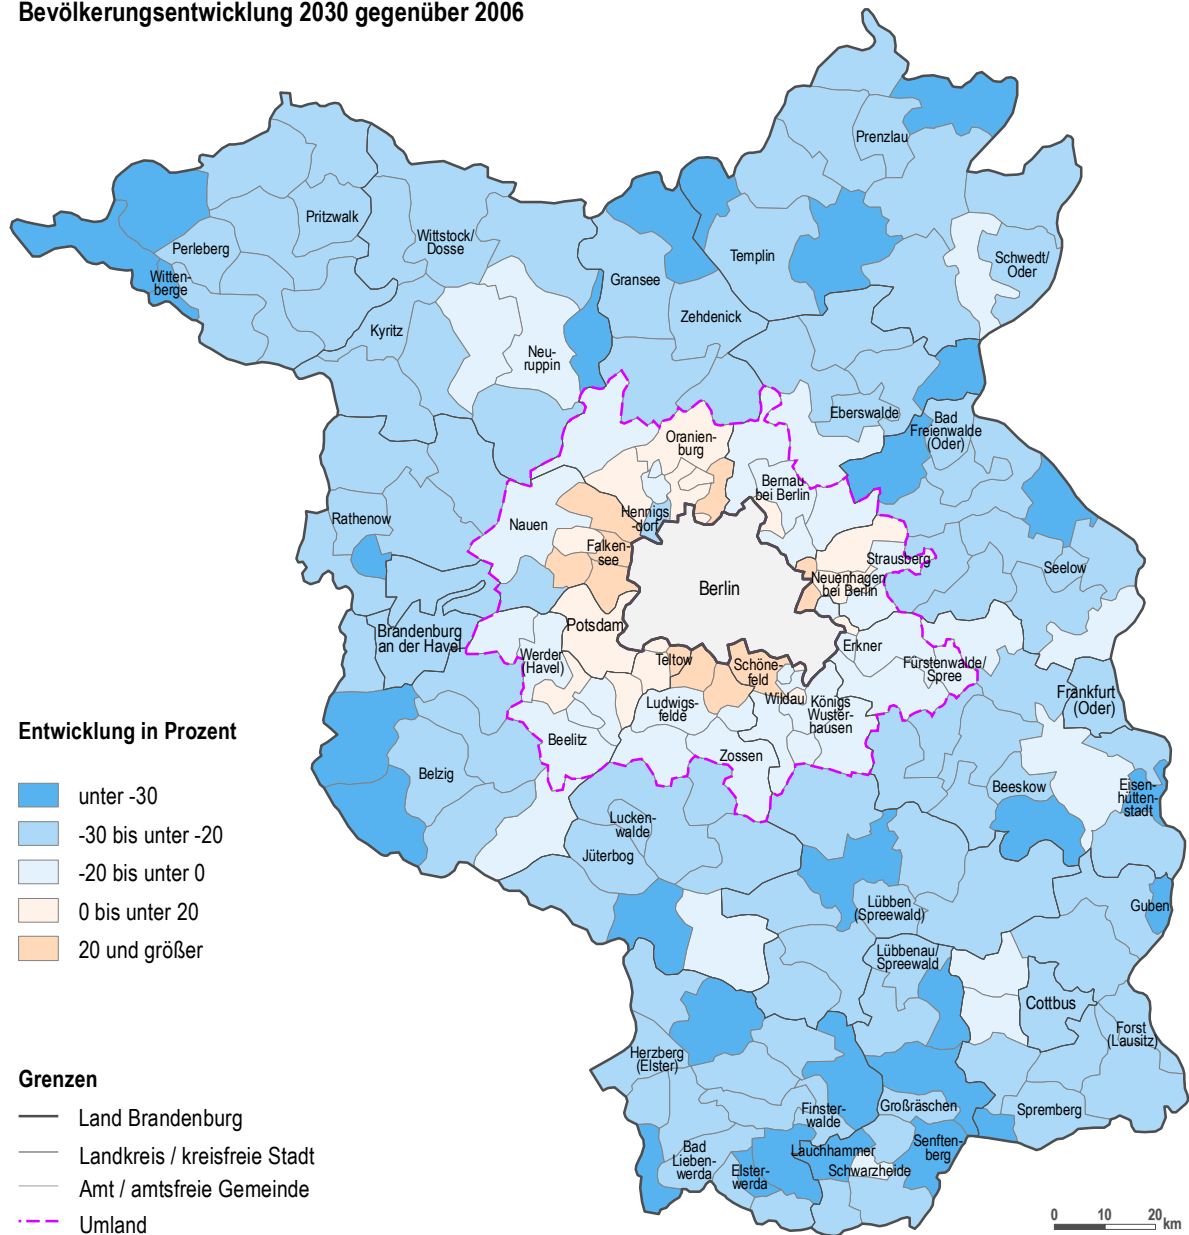 Bevölkerungsentwicklung 2030 gegenüber 2006
Prenzlau
Pritzwalk
Perleberg
Wittstock/
Dosse
Witten-
berge
Gransee
Templin
Schwedt/
Oder
Kyritz
Zehdenick
Neu-
ruppin
Eberswalde
Bad
Freienwalde
(Oder)
Oranien-
burg
Bernau
bei Berlin
Nauen
Hennigs
-dorf
Rathenow
Falken-
see
Strausberg
Seelow
Neuenhagen
bei Berlin
Berlin
Potsdam
Brandenburg
an der Havel
Werder
(Havel)
Teltow
Schöne-
feld
Erkner
Fürstenwalde/
Spree
Frankfurt
(Oder)
Wildau
Königs
Wuster-
hausen
Ludwigs-
felde
Beelitz
Zossen
Belzig
Beeskow
Eisen-
hütten-
stadt
Lucken-
walde
Jüterbog
Lübben
(Spreewald)
Guben
Lübbenau/
Spreewald
Cottbus
Forst
(Lausitz)
Herzberg
(Elster)
Finster-
walde
Großräschen
Spremberg
Bad
Lieben-
werda
Elster-
werda
Lauchhammer
Schwarzheide
Senften-
berg
Entwicklung in Prozent
unter -30
-30 bis unter -20
-20 bis unter 0
0 bis unter 20
20 und größer
Grenzen
Land Brandenburg
Landkreis / kreisfreie Stadt
Amt / amtsfreie Gemeinde
Umland
0 10 20 km